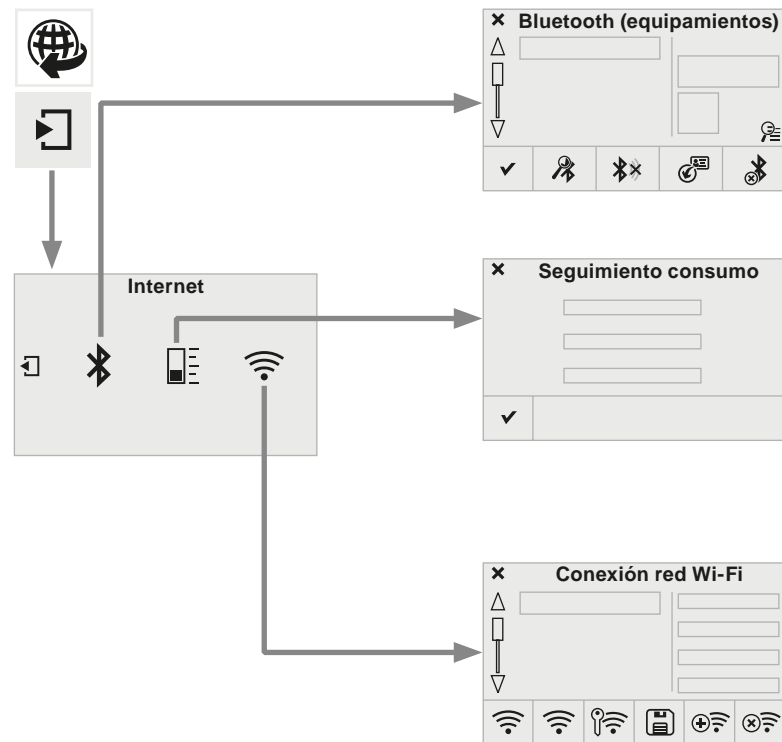 Bluetooth (equipamientos)
Internet
Seguimiento consumo
Conexión red Wi-Fi